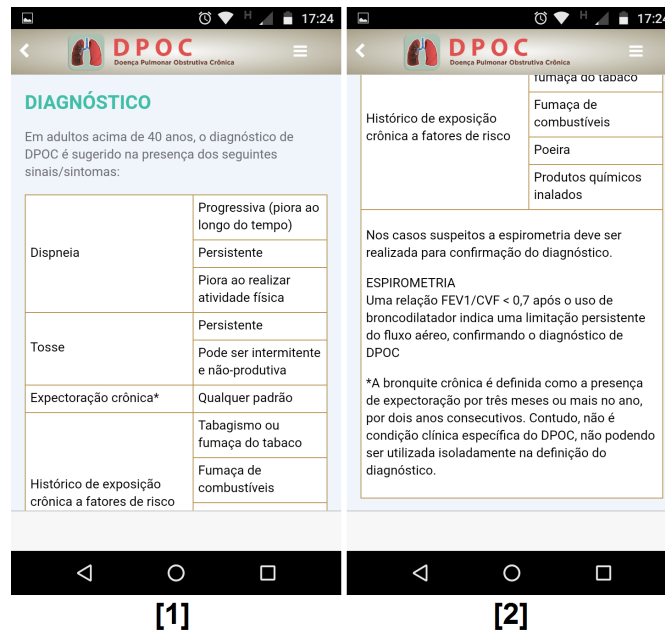 H 17:24
DPOC
Doença Pulmonar Obstrutiva Crônica
DIAGNÓSTICO
Em adultos acima de 40 anos, o diagnóstico de
DPOC é sugerido na presença dos seguintes
sinais/sintomas:
Dispneia
Progressiva (piora ao
longo do tempo)
Persistente
Piora ao realizar
atividade física
Tosse
Persistente
Pode ser intermitente
e não-produtiva
Expectoração crônica*
Qualquer padrão
Histórico de exposição
crônica a fatores de risco
Tabagismo ou
fumaça do tabaco
Fumaça de
combustíveis
[1]
H 17:24
DPOC
Doença Pulmonar Obstrutiva Crônica
Histórico de exposição
crônica a fatores de risco
fumaça do tabaco
Fumaça de
combustíveis
Poeira
Produtos químicos
inalados
Nos casos suspeitos a espirometria deve ser
realizada para confirmação do diagnóstico.
ESPIROMETRIA
Uma relação FEV1/CVF < 0,7 após o uso de
broncodilatador indica uma limitação persistente
do fluxo aéreo, confirmando o diagnóstico de
DPOC
*A bronquite crônica é definida como a presença
de expectoração por três meses ou mais no ano,
por dois anos consecutivos. Contudo, não é
condição clínica específica do DPOC, não podendo
ser utilizada isoladamente na definição do
diagnóstico.
[2]